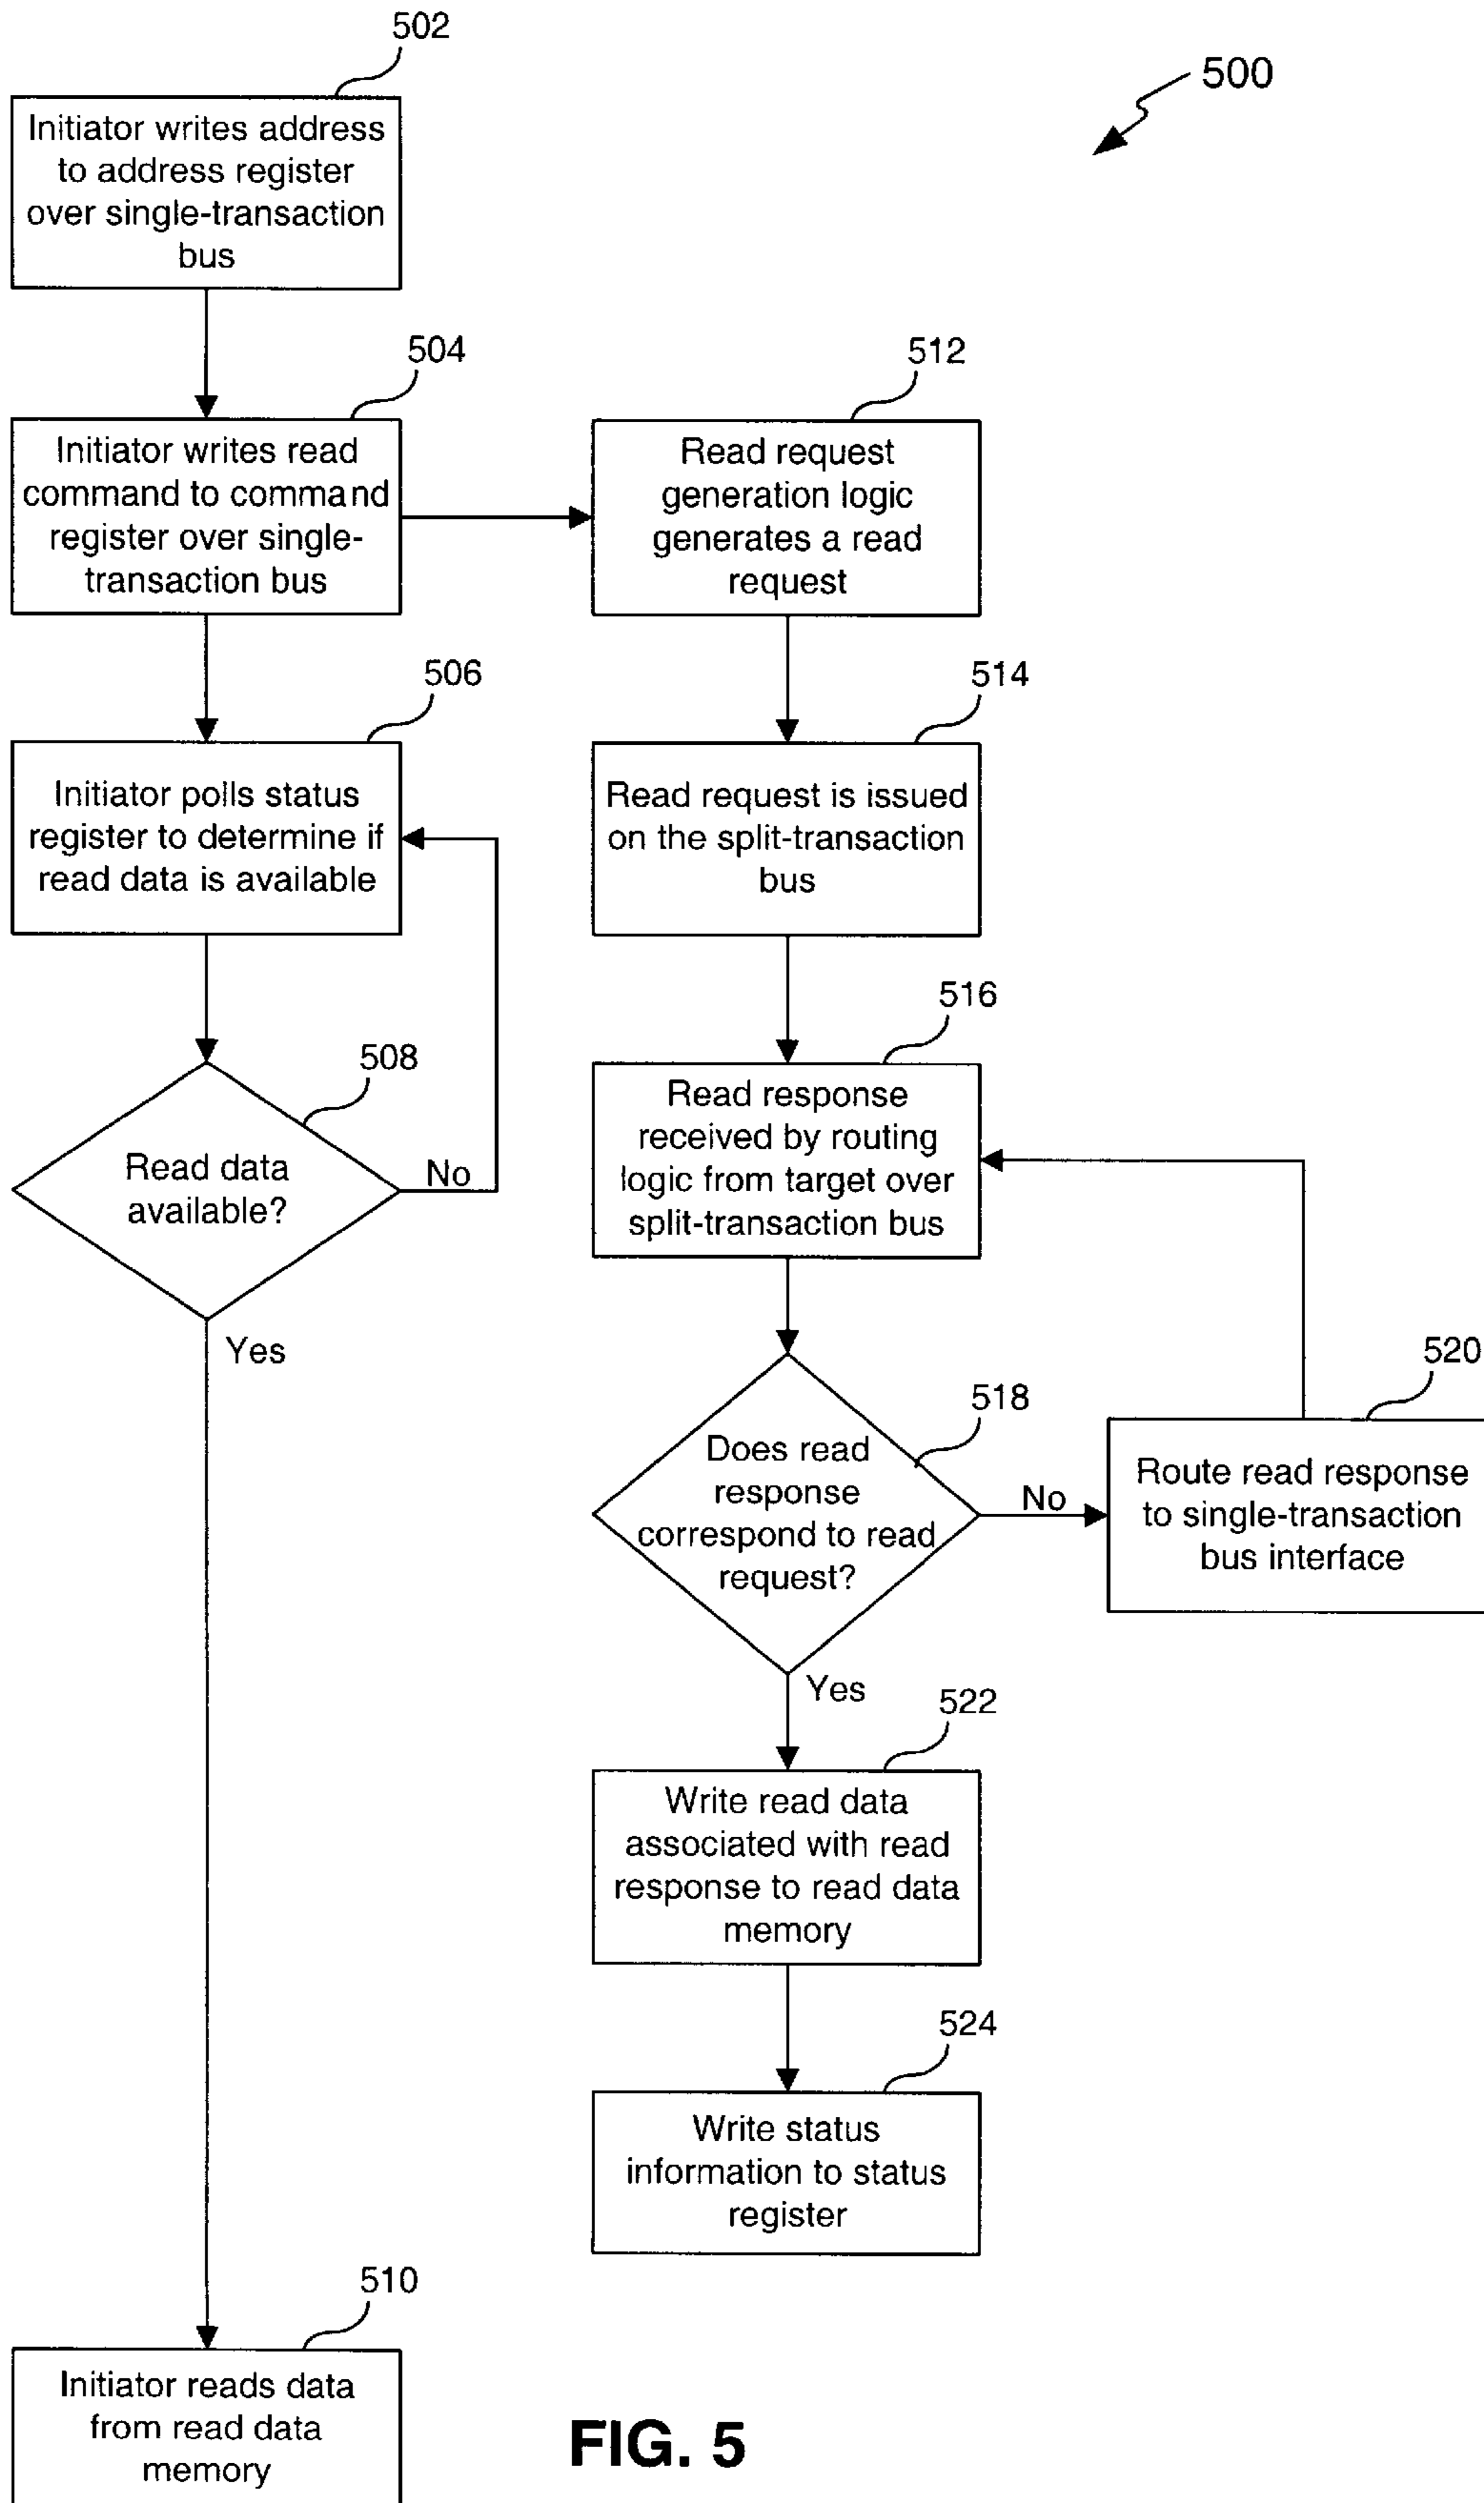 502
500
Initiator writes address
to address register
over single-transaction
bus
504
Initiator writes read
command to command
register over single-
transaction bus
512
Read request
generation logic
generates a read
request
506
Initiator polls status
register to determine if
read data is available
514
Read request is issued
on the split-transaction
bus
508
Read data
available?
No
Yes
516
Read response
received by routing
logic from target over
split-transaction bus
518
Does read
response
correspond to read
request?
No
Yes
520
Route read response
to single-transaction
bus interface
522
Write read data
associated with read
response to read data
memory
524
Write status
information to status
register
510
Initiator reads data
from read data
memory
FIG. 5